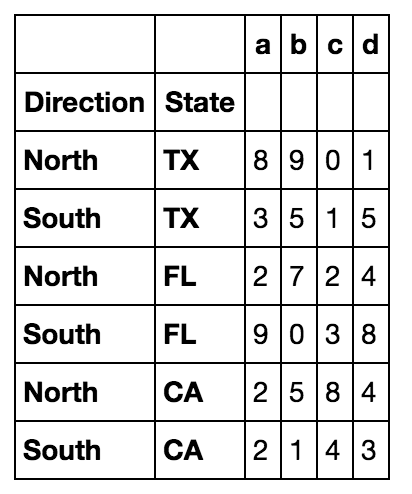 a b c d
Direction State
North TX 8 9 0 1
South TX 3 5 1 5
North FL 2 7 2 4
South FL 9 0 3 8
North CA 2 5 8 4
South CA 2 1 4 3